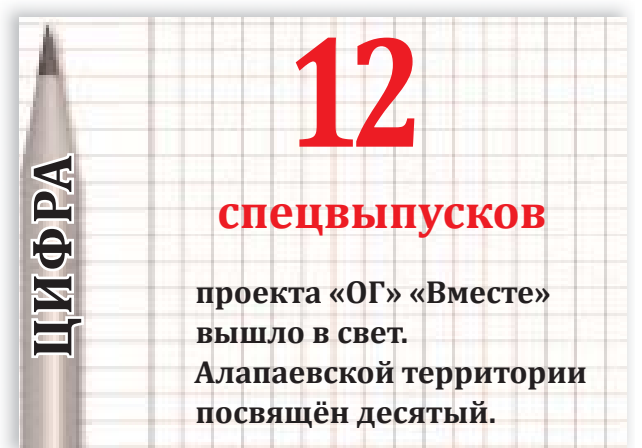 ЦИФРА
12
спецвыпусков
проекта «ОГ» «Вместе»
вышло в свет.
Алапаевской территории
посвящён десятый.